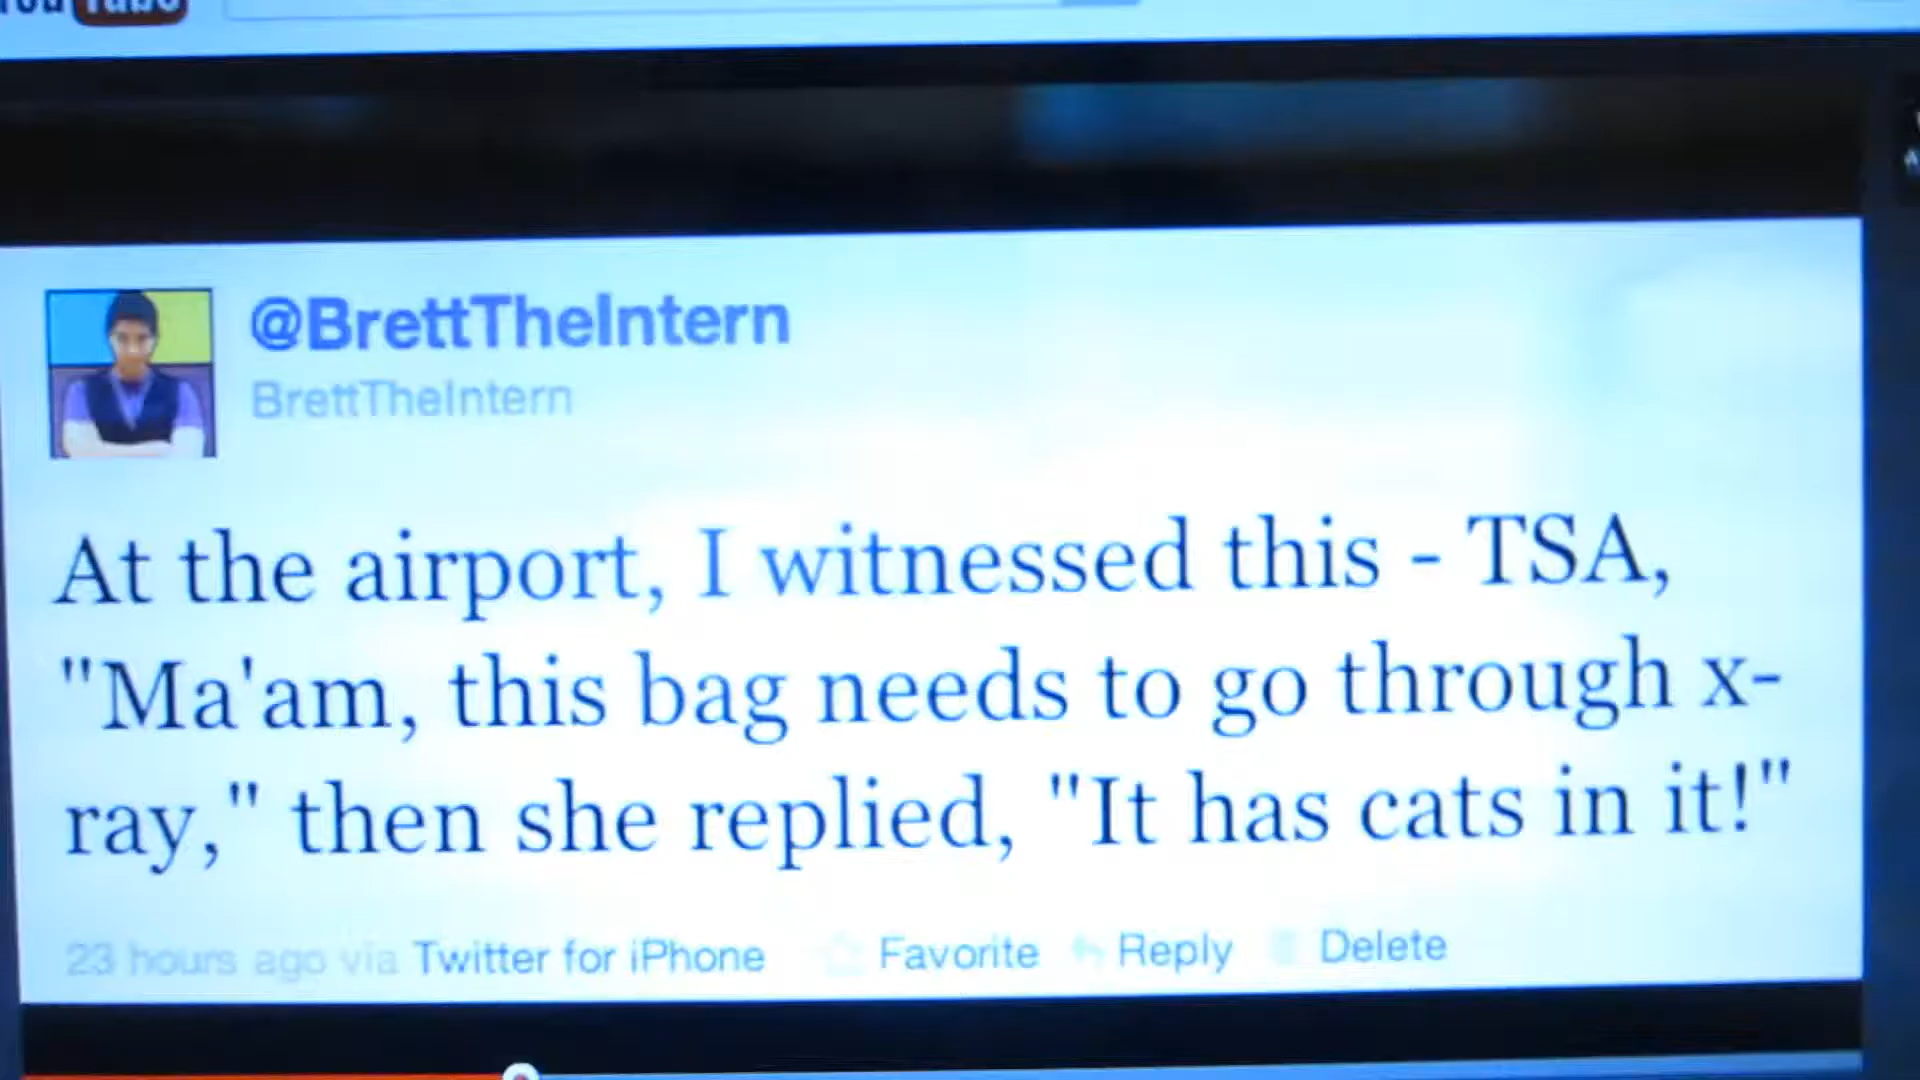 YouTube
@BrettTheIntern
BrettTheIntern
At the airport, I witnessed this - TSA,
"Ma'am, this bag needs to go through x-
ray," then she replied, "It has cats in it!"
23 hours ago via Twitter for iPhone Favorite Reply Delete